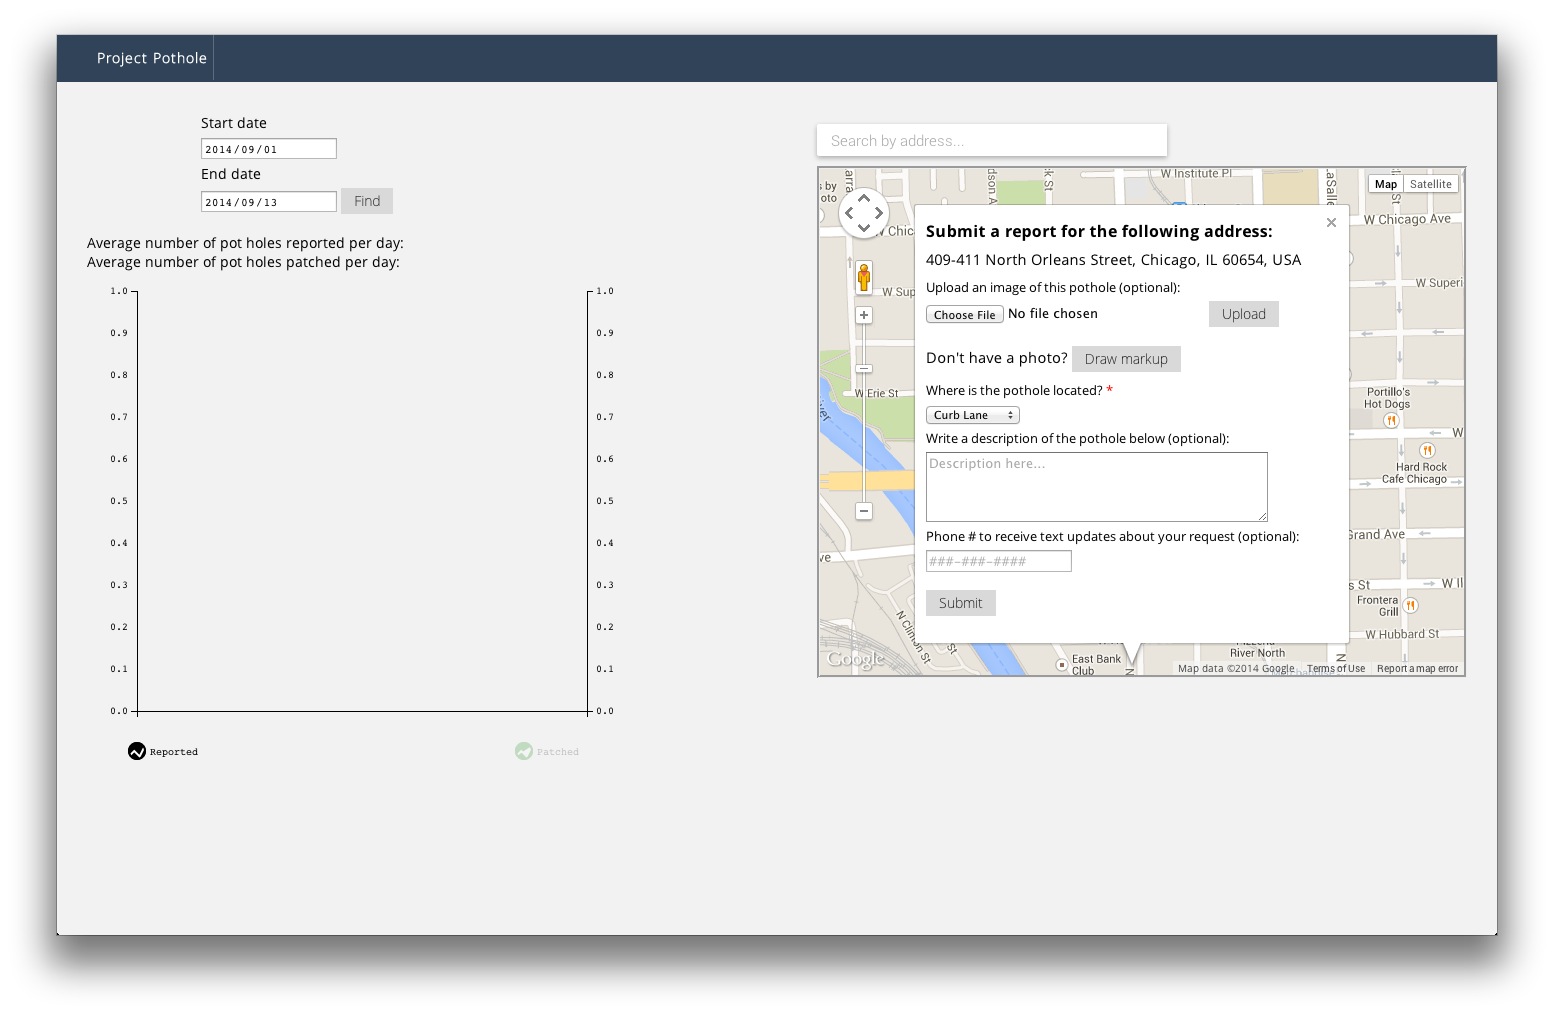 Project Pothole
Start date
2014/09/01
End date
2014/09/13
Find
Average number of pot holes reported per day:
Average number of pot holes patched per day:
1.0
0.9
0.8
0.7
0.6
0.5
0.4
0.3
0.2
0.1
0.0
1.0
0.9
0.8
0.7
0.6
0.5
0.4
0.3
0.2
0.1
0.0
Reported
Patched
Search by address...
Map
Satellite
W Institute Pl
W Chicago Ave
W Chic
W Sup
W Superi
W Erie St
Portillo's
Hot Dogs
Hard Rock
Cafe Chicago
Grand Ave
W Il
Frontera
Grill
W Hubbard St
N Clinton St
East Bank
Club
River North
Submit a report for the following address:
409-411 North Orleans Street, Chicago, IL 60654, USA
Upload an image of this pothole (optional):
Choose File No file chosen
Upload
Don't have a photo? Draw markup
Where is the pothole located? *
Curb Lane
Write a description of the pothole below (optional):
Description here...
Phone # to receive text updates about your request (optional):
###-###-####
Submit
Google
Map data ©2014 Google
Terms of Use
Report a map error